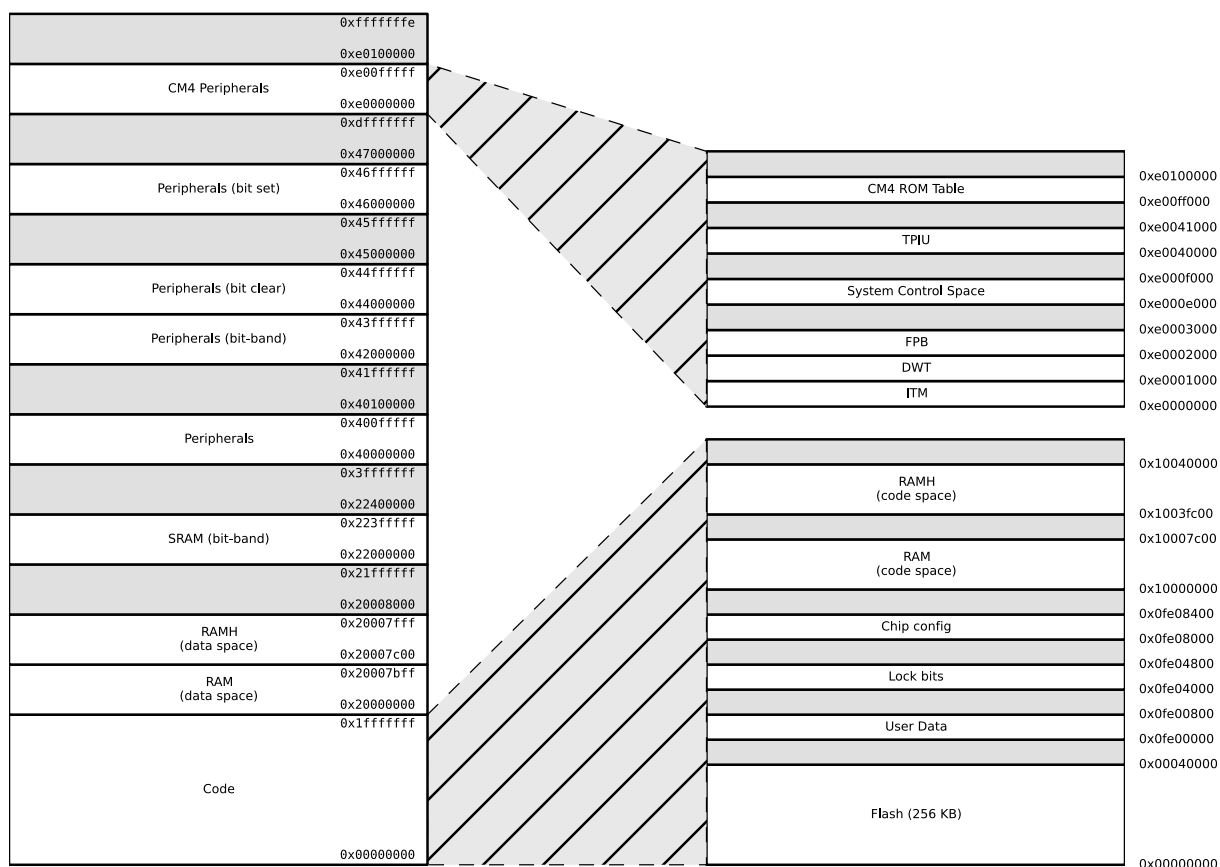 0xfffffffe
0xe0100000
CM4 Peripherals
0xe00fffff
0xe0000000
0xdfffffff
0x47000000
Peripherals (bit set)
0x46ffffff
0x46000000
0x45ffffff
0x45000000
Peripherals (bit clear)
0x44ffffff
0x44000000
Peripherals (bit-band)
0x43ffffff
0x42000000
0x41ffffff
0x40100000
Peripherals
0x400fffff
0x40000000
0x3fffffff
0x22400000
SRAM (bit-band)
0x223fffff
0x22000000
0x21ffffff
0x20008000
RAMH
(data space)
0x20007fff
0x20007c00
RAM
(data space)
0x20007bff
0x20000000
0x1fffffff
Code
0x00000000
0xe0100000
CM4 ROM Table
0xe00ff000
0xe0041000
TPIU
0xe0040000
0xe000f000
System Control Space
0xe000e000
0xe0003000
FPB
0xe0002000
DWT
0xe0001000
ITM
0xe0000000
0x10040000
RAMH
(code space)
0x1003fc00
0x10007c00
RAM
(code space)
0x10000000
0x0fe08400
Chip config
0x0fe08000
0x0fe04800
Lock bits
0x0fe04000
0x0fe00800
User Data
0x0fe00000
0x00040000
Flash (256 KB)
0x00000000